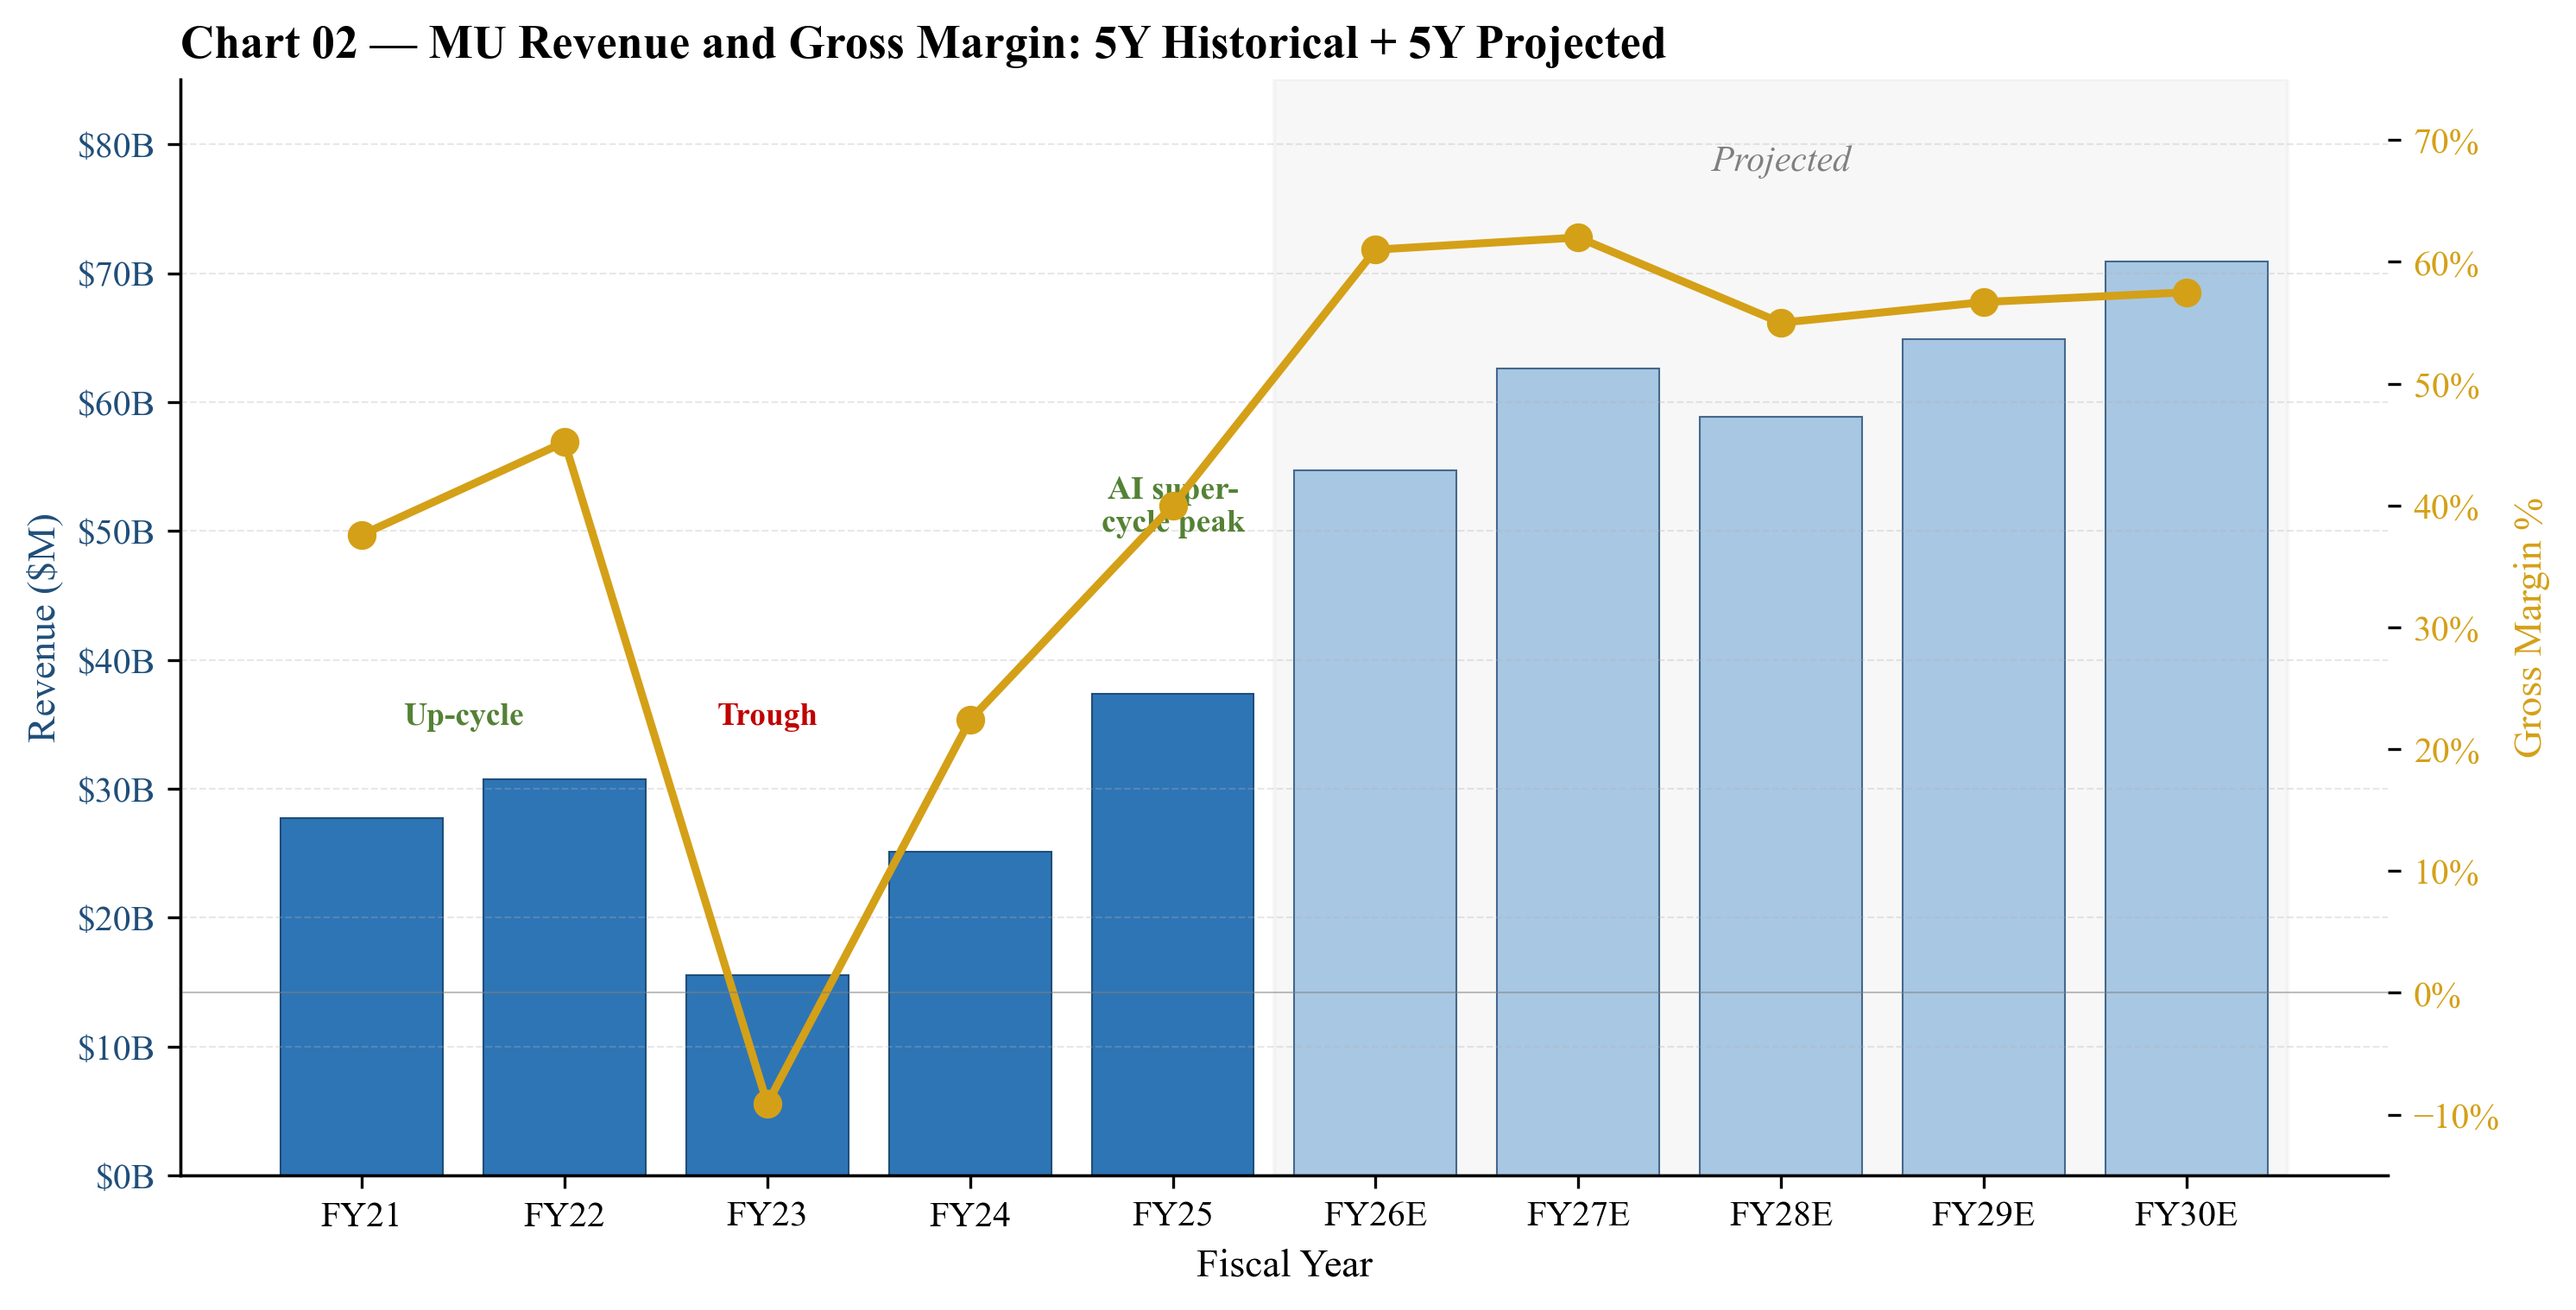 Chart 02 — MU Revenue and Gross Margin: 5Y Historical + 5Y Projected
Revenue ($M)
$80B
$70B
$60B
$50B
$40B
$30B
$20B
$10B
$0B
Projected
Up-cycle
Trough
AI super-
cycle peak
70%
60%
50%
40%
30%
20%
10%
0%
−10%
Gross Margin %
FY21 FY22 FY23 FY24 FY25 FY26E FY27E FY28E FY29E FY30E
Fiscal Year